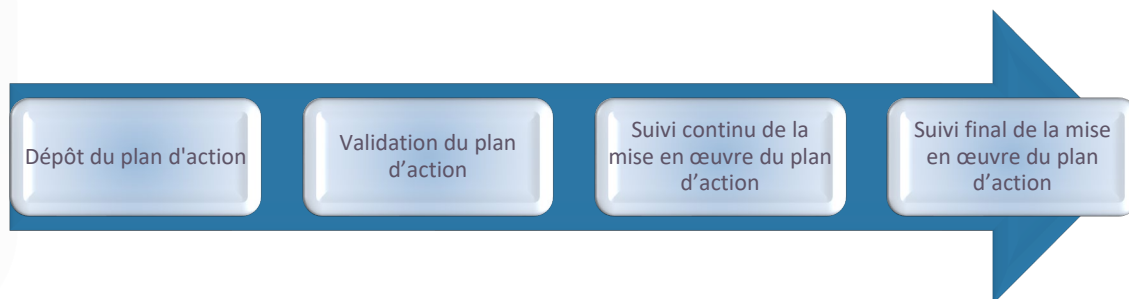 Dépôt du plan d'action
Validation du plan
d’action
Suivi continu de la
mise en œuvre du plan
d’action
Suivi final de la mise
en œuvre du plan
d’action